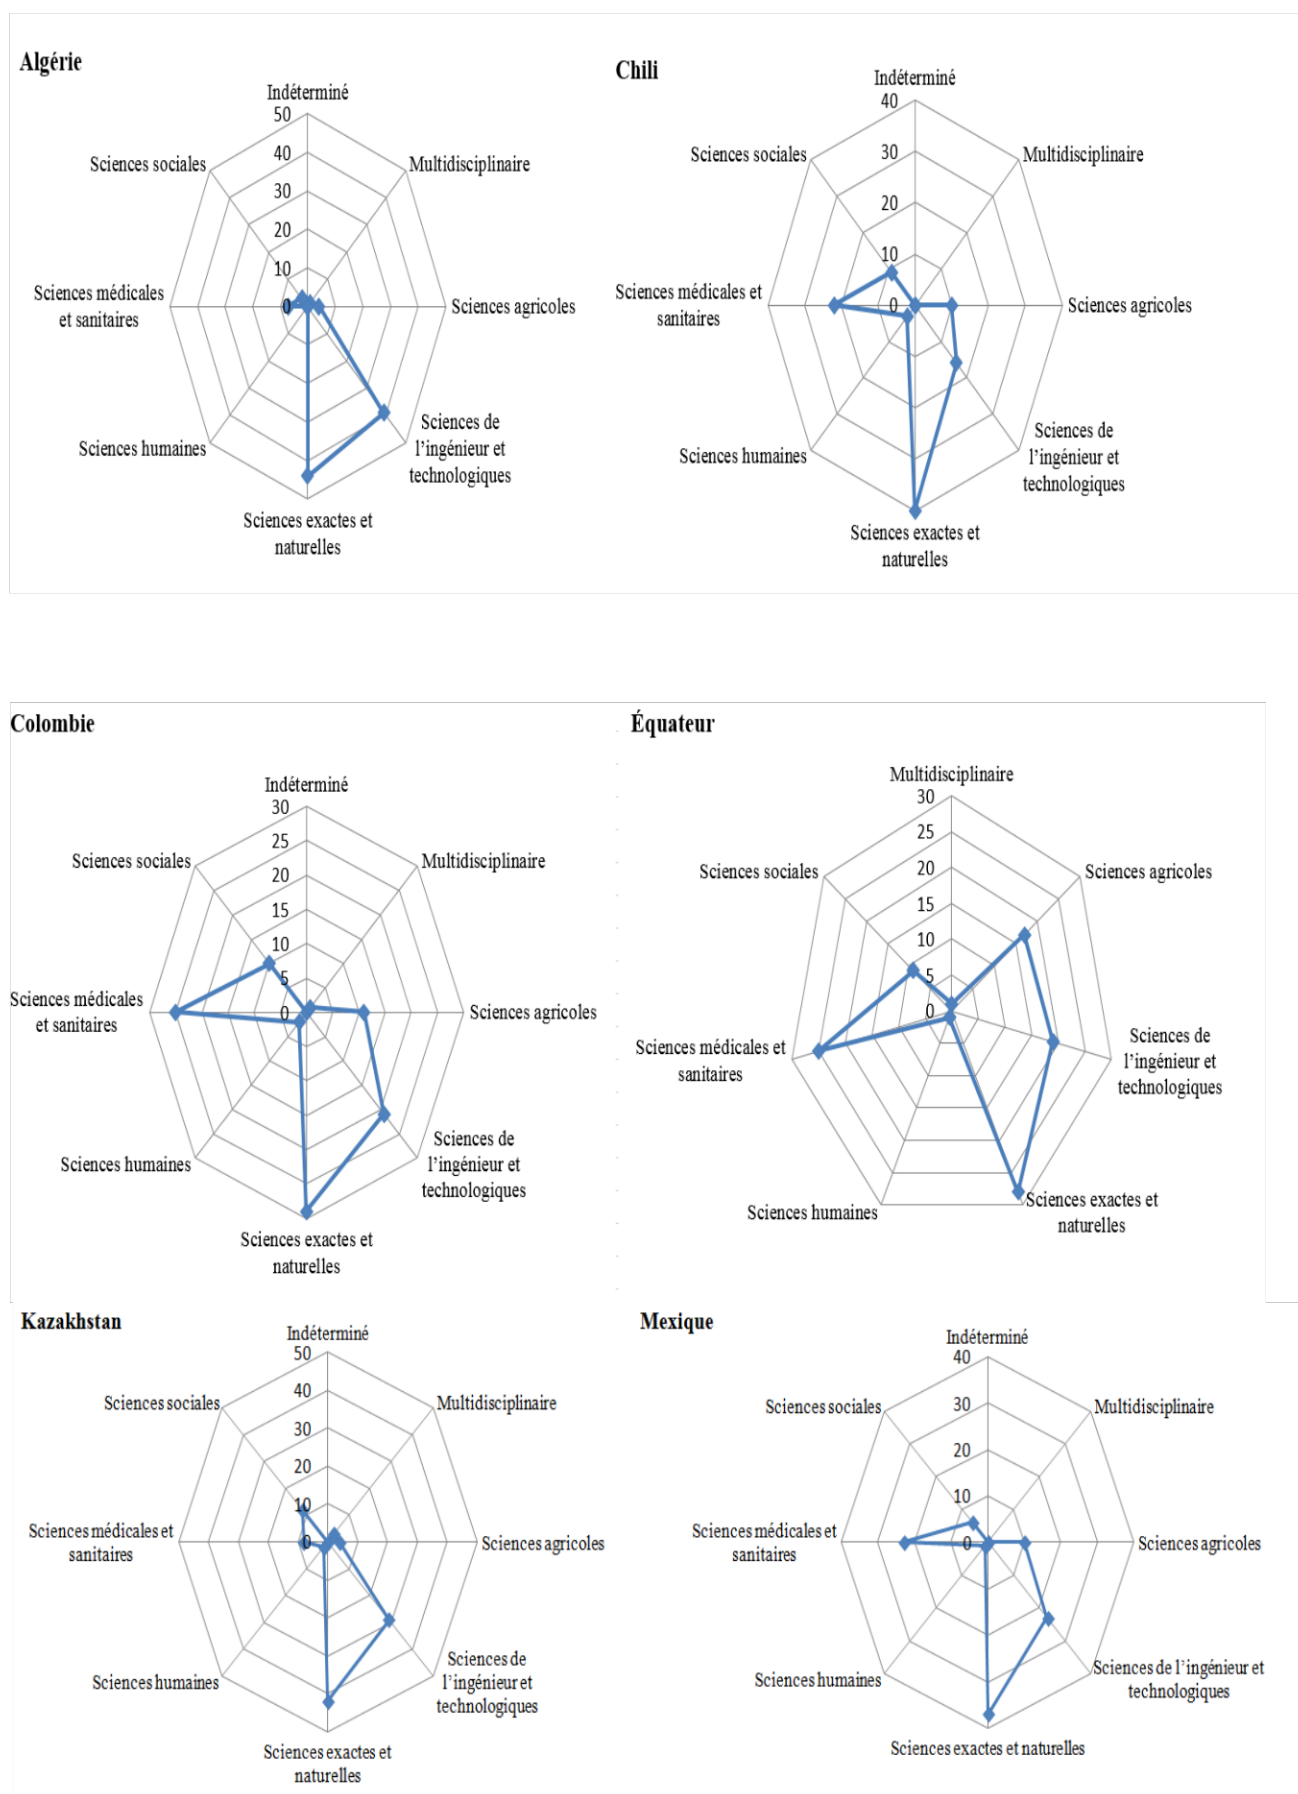 Algérie
Indéterminé
50
40
30
20
10
0
Multidisciplinaire
Sciences agricoles
Sciences de
l’ingénieur et
technologiques
Sciences exactes et
naturelles
Sciences humaines
Sciences médicales
et sanitaires
Sciences sociales
Chili
Indéterminé
40
30
20
10
0
Multidisciplinaire
Sciences agricoles
Sciences de
l’ingénieur et
technologiques
Sciences exactes et
naturelles
Sciences humaines
Sciences médicales et
sanitaires
Sciences sociales
Colombie
Indéterminé
30
25
20
15
10
5
0
Multidisciplinaire
Sciences agricoles
Sciences de
l’ingénieur et
technologiques
Sciences exactes et
naturelles
Sciences humaines
Sciences médicales
et sanitaires
Sciences sociales
Équateur
Multidisciplinaire
30
25
20
15
10
5
0
Sciences agricoles
Sciences de
l’ingénieur et
technologiques
Sciences exactes et
naturelles
Sciences humaines
Sciences médicales et
sanitaires
Sciences sociales
Kazakhstan
Indéterminé
50
40
30
20
10
0
Multidisciplinaire
Sciences agricoles
Sciences de
l’ingénieur et
technologiques
Sciences exactes et
naturelles
Sciences humaines
Sciences médicales et
sanitaires
Sciences sociales
Mexique
Indéterminé
40
30
20
10
0
Multidisciplinaire
Sciences agricoles
Sciences de l’ingénieur et
technologiques
Sciences exactes et naturelles
Sciences humaines
Sciences médicales et
sanitaires
Sciences sociales